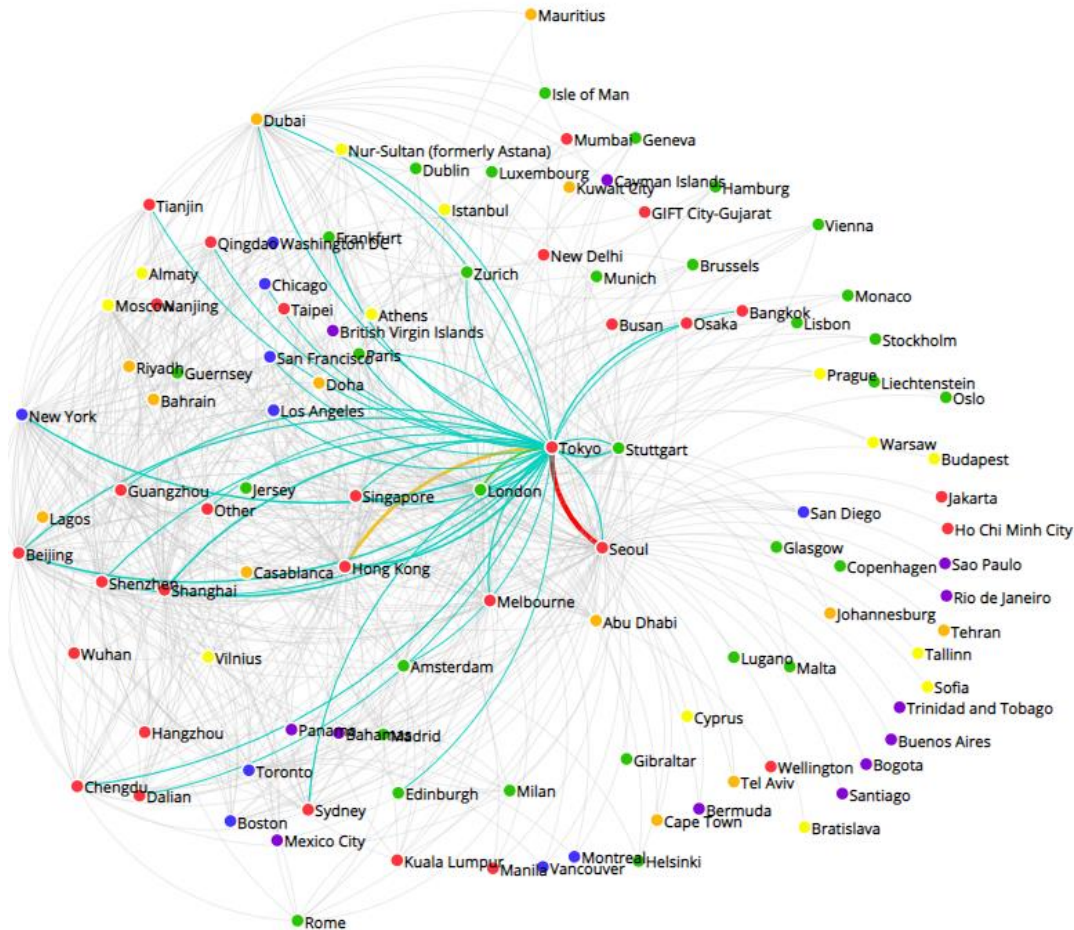 Mauritius
Isle of Man
Dubai
Mumbai
Geneva
Nur-Sultan (formerly Astana)
Dublin
Luxembourg
Cayman Islands
Kuwait City
Hamburg
Tianjin
Istanbul
GIFT City-Gujarat
Vienna
Qingdao
Washington DC
Frankfurt
New Delhi
Brussels
Almaty
Zurich
Munich
Chicago
Monaco
Moscow
Nanjing
Taipei
Athens
Bangkok
British Virgin Islands
Busan
Osaka
Lisbon
San Francisco
Paris
Stockholm
Riyadh
Guernsey
Doha
Prague
Liechtenstein
Bahrain
Oslo
New York
Los Angeles
Tokyo
Stuttgart
Warsaw
Budapest
Guangzhou
Jersey
Singapore
London
Jakarta
Lagos
Other
San Diego
Ho Chi Minh City
Beijing
Seoul
Glasgow
Casablanca
Hong Kong
Copenhagen
Sao Paulo
Shenzhen
Shanghai
Melbourne
Rio de Janeiro
Abu Dhabi
Johannesburg
Tehran
Wuhan
Vilnius
Amsterdam
Lugano
Malta
Tallinn
Sofia
Trinidad and Tobago
Cyprus
Hangzhou
Panama
Bahamas
Madrid
Buenos Aires
Gibraltar
Bogota
Toronto
Wellington
Chengdu
Dalian
Tel Aviv
Edinburgh
Milan
Santiago
Sydney
Bermuda
Boston
Cape Town
Bratislava
Mexico City
Kuala Lumpur
Manila
Vancouver
Montreal
Helsinki
Rome